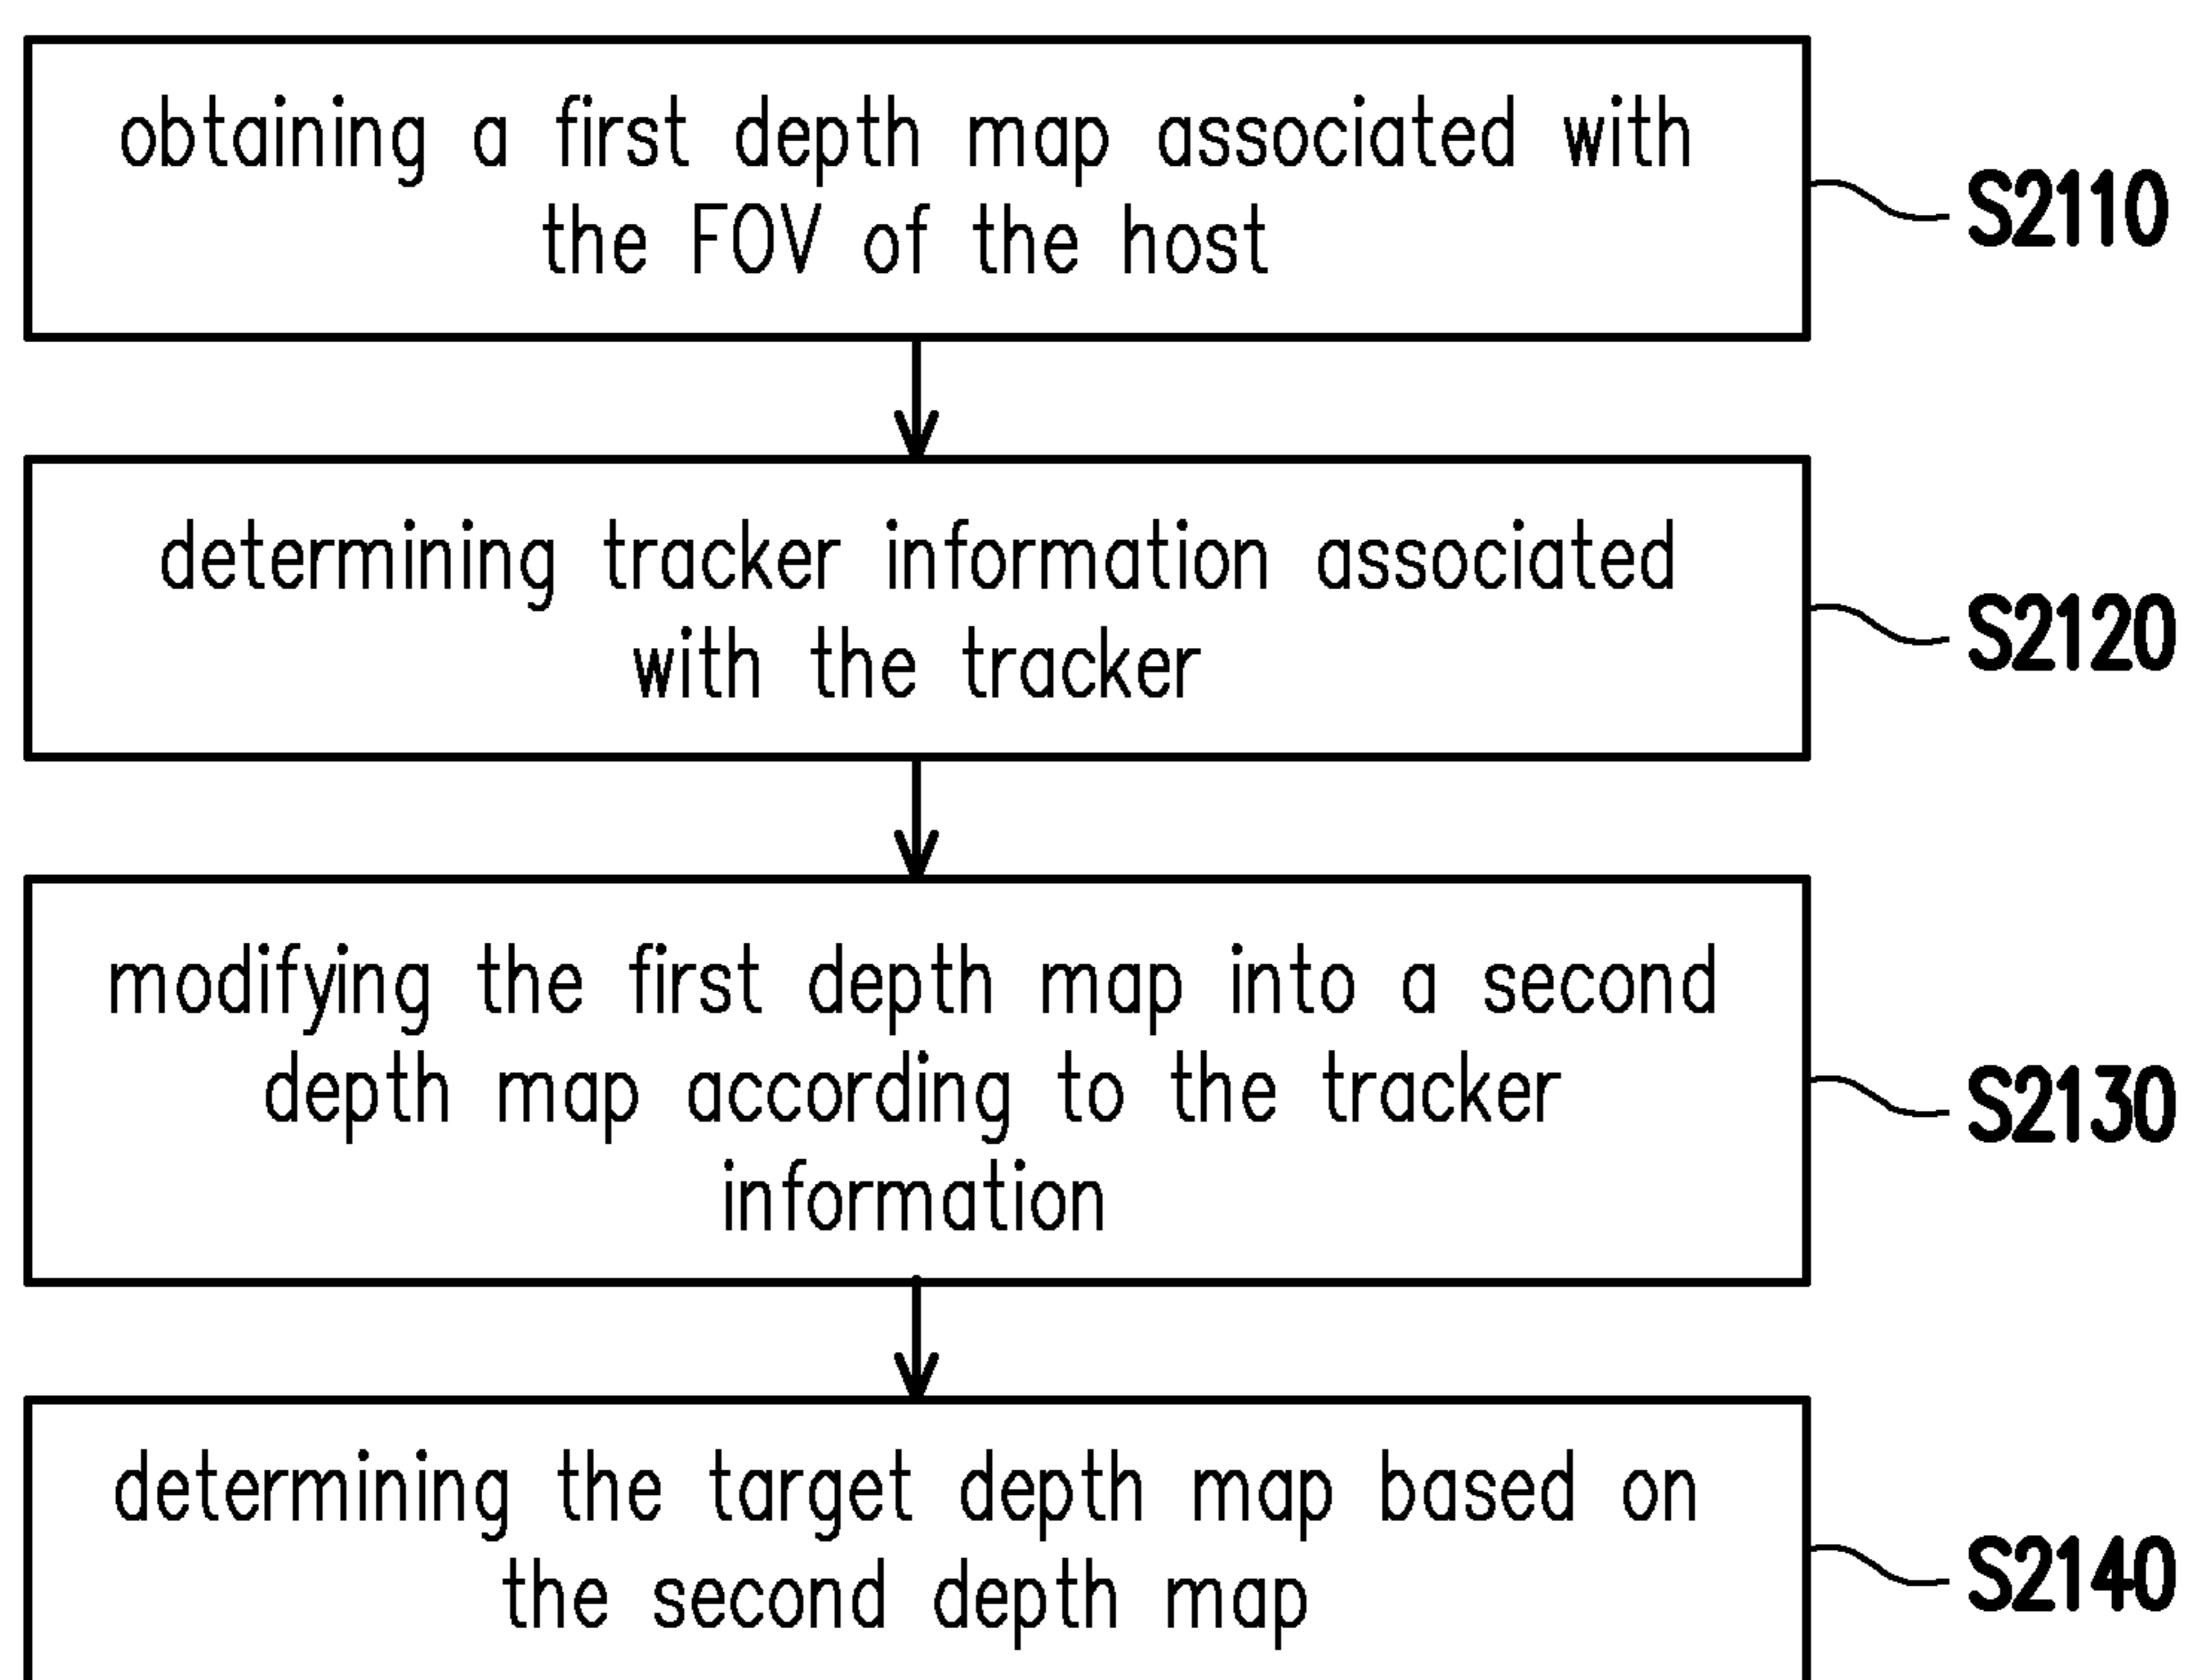 obtaining a first depth map associated with
the FOV of the host
S2110
determining tracker information associated
with the tracker
S2120
modifying the first depth map into a second
depth map according to the tracker
information
S2130
determining the target depth map based on
the second depth map
S2140